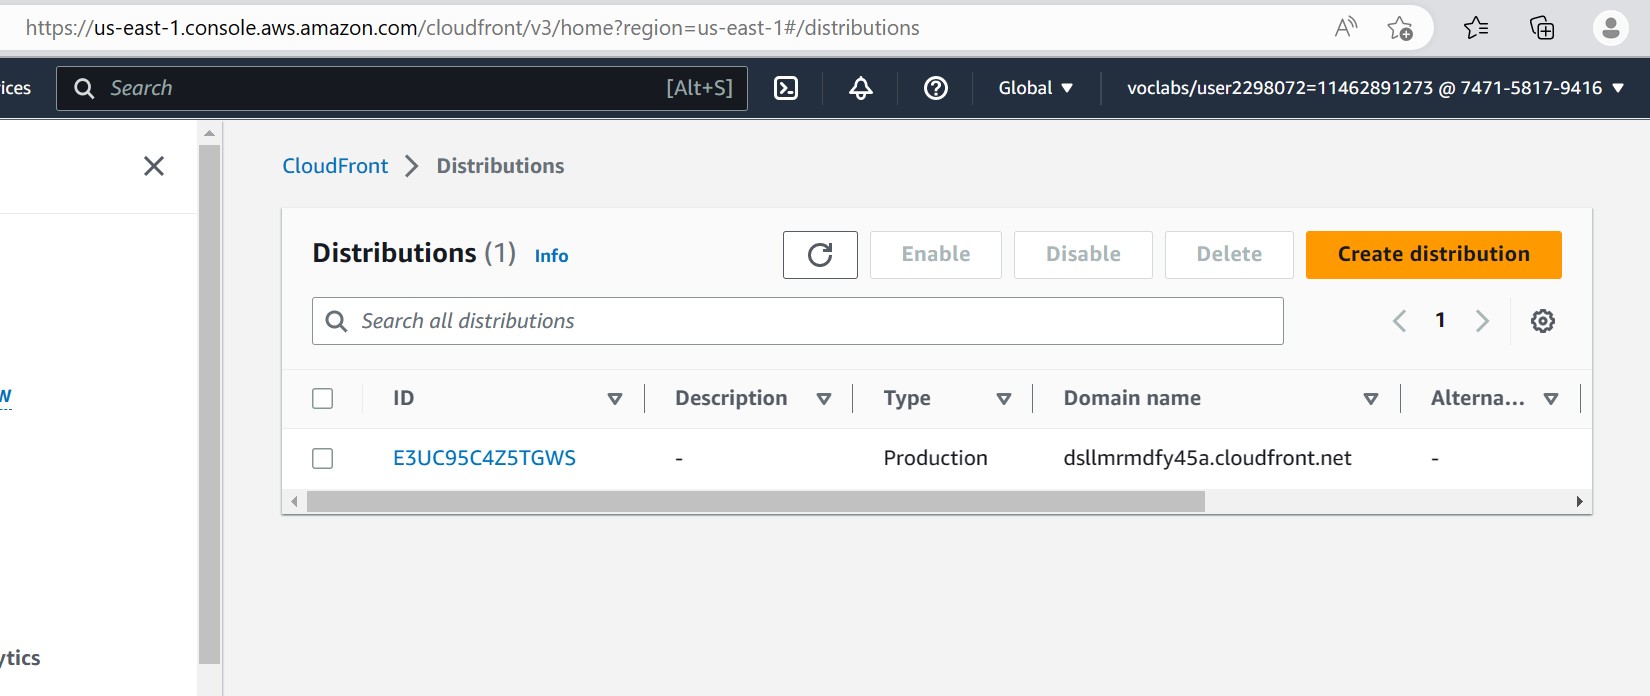 https://us-east-1.console.aws.amazon.com/cloudfront/v3/home?region=us-east-1#/distributions
ices Search [Alt+S] Global voclabs/user2298072=11462891273 @ 7471-5817-9416
CloudFront Distributions
Distributions (1) Info Enable Disable Delete Create distribution
Search all distributions 1
ID Description Type Domain name Alterna...
E3UC95C4Z5TGWS - Production dsllmrmdfy45a.cloudfront.net -
ytics